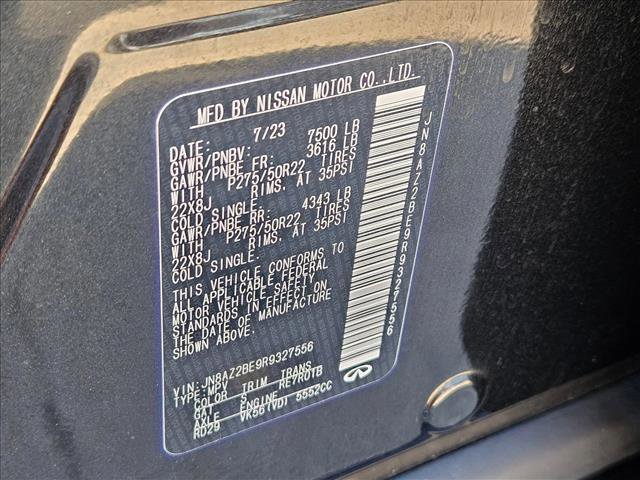 MFD BY NISSAN MOTOR CO.,LTD.
DATE: 7/23
GVWR/PNBV: 7500 LB
GAWR/PNBE FR: 3616 LB
WITH P275/50R22 TIRES
22X8J RIMS, AT 35PSI
COLD SINGLE.
GAWR/PNBE RR: 4343 LB
WITH P275/50R22 TIRES
22X8J RIMS, AT 35PSI
COLD SINGLE.
THIS VEHICLE CONFORMS TO
ALL APPLICABLE FEDERAL
MOTOR VEHICLE SAFETY
STANDARDS IN EFFECT ON
THE DATE OF MANUFACTURE
SHOWN ABOVE.
VIN: JN8AZ2BE9R9327556
TYPE: MPV
COLOR TRIM TRANS
GAT S RE7R01B
AXLE ENGINE
RD29 VK56(VD) 5552CC
JN8AZ2BE9R9327556